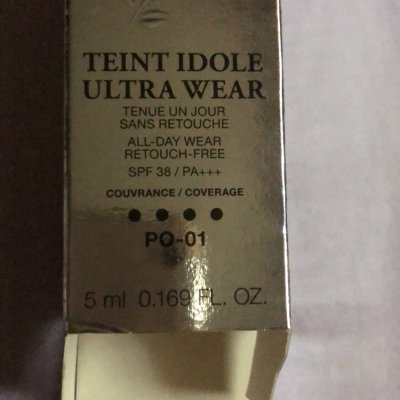 TEINT IDOLE
ULTRA WEAR
TENUE UN JOUR
SANS RETOUCHE
ALL-DAY WEAR
RETOUCH-FREE
SPF 38 / PA+++
COUVRANCE / COVERAGE
PO-01
5 ml 0.169 FL. OZ.